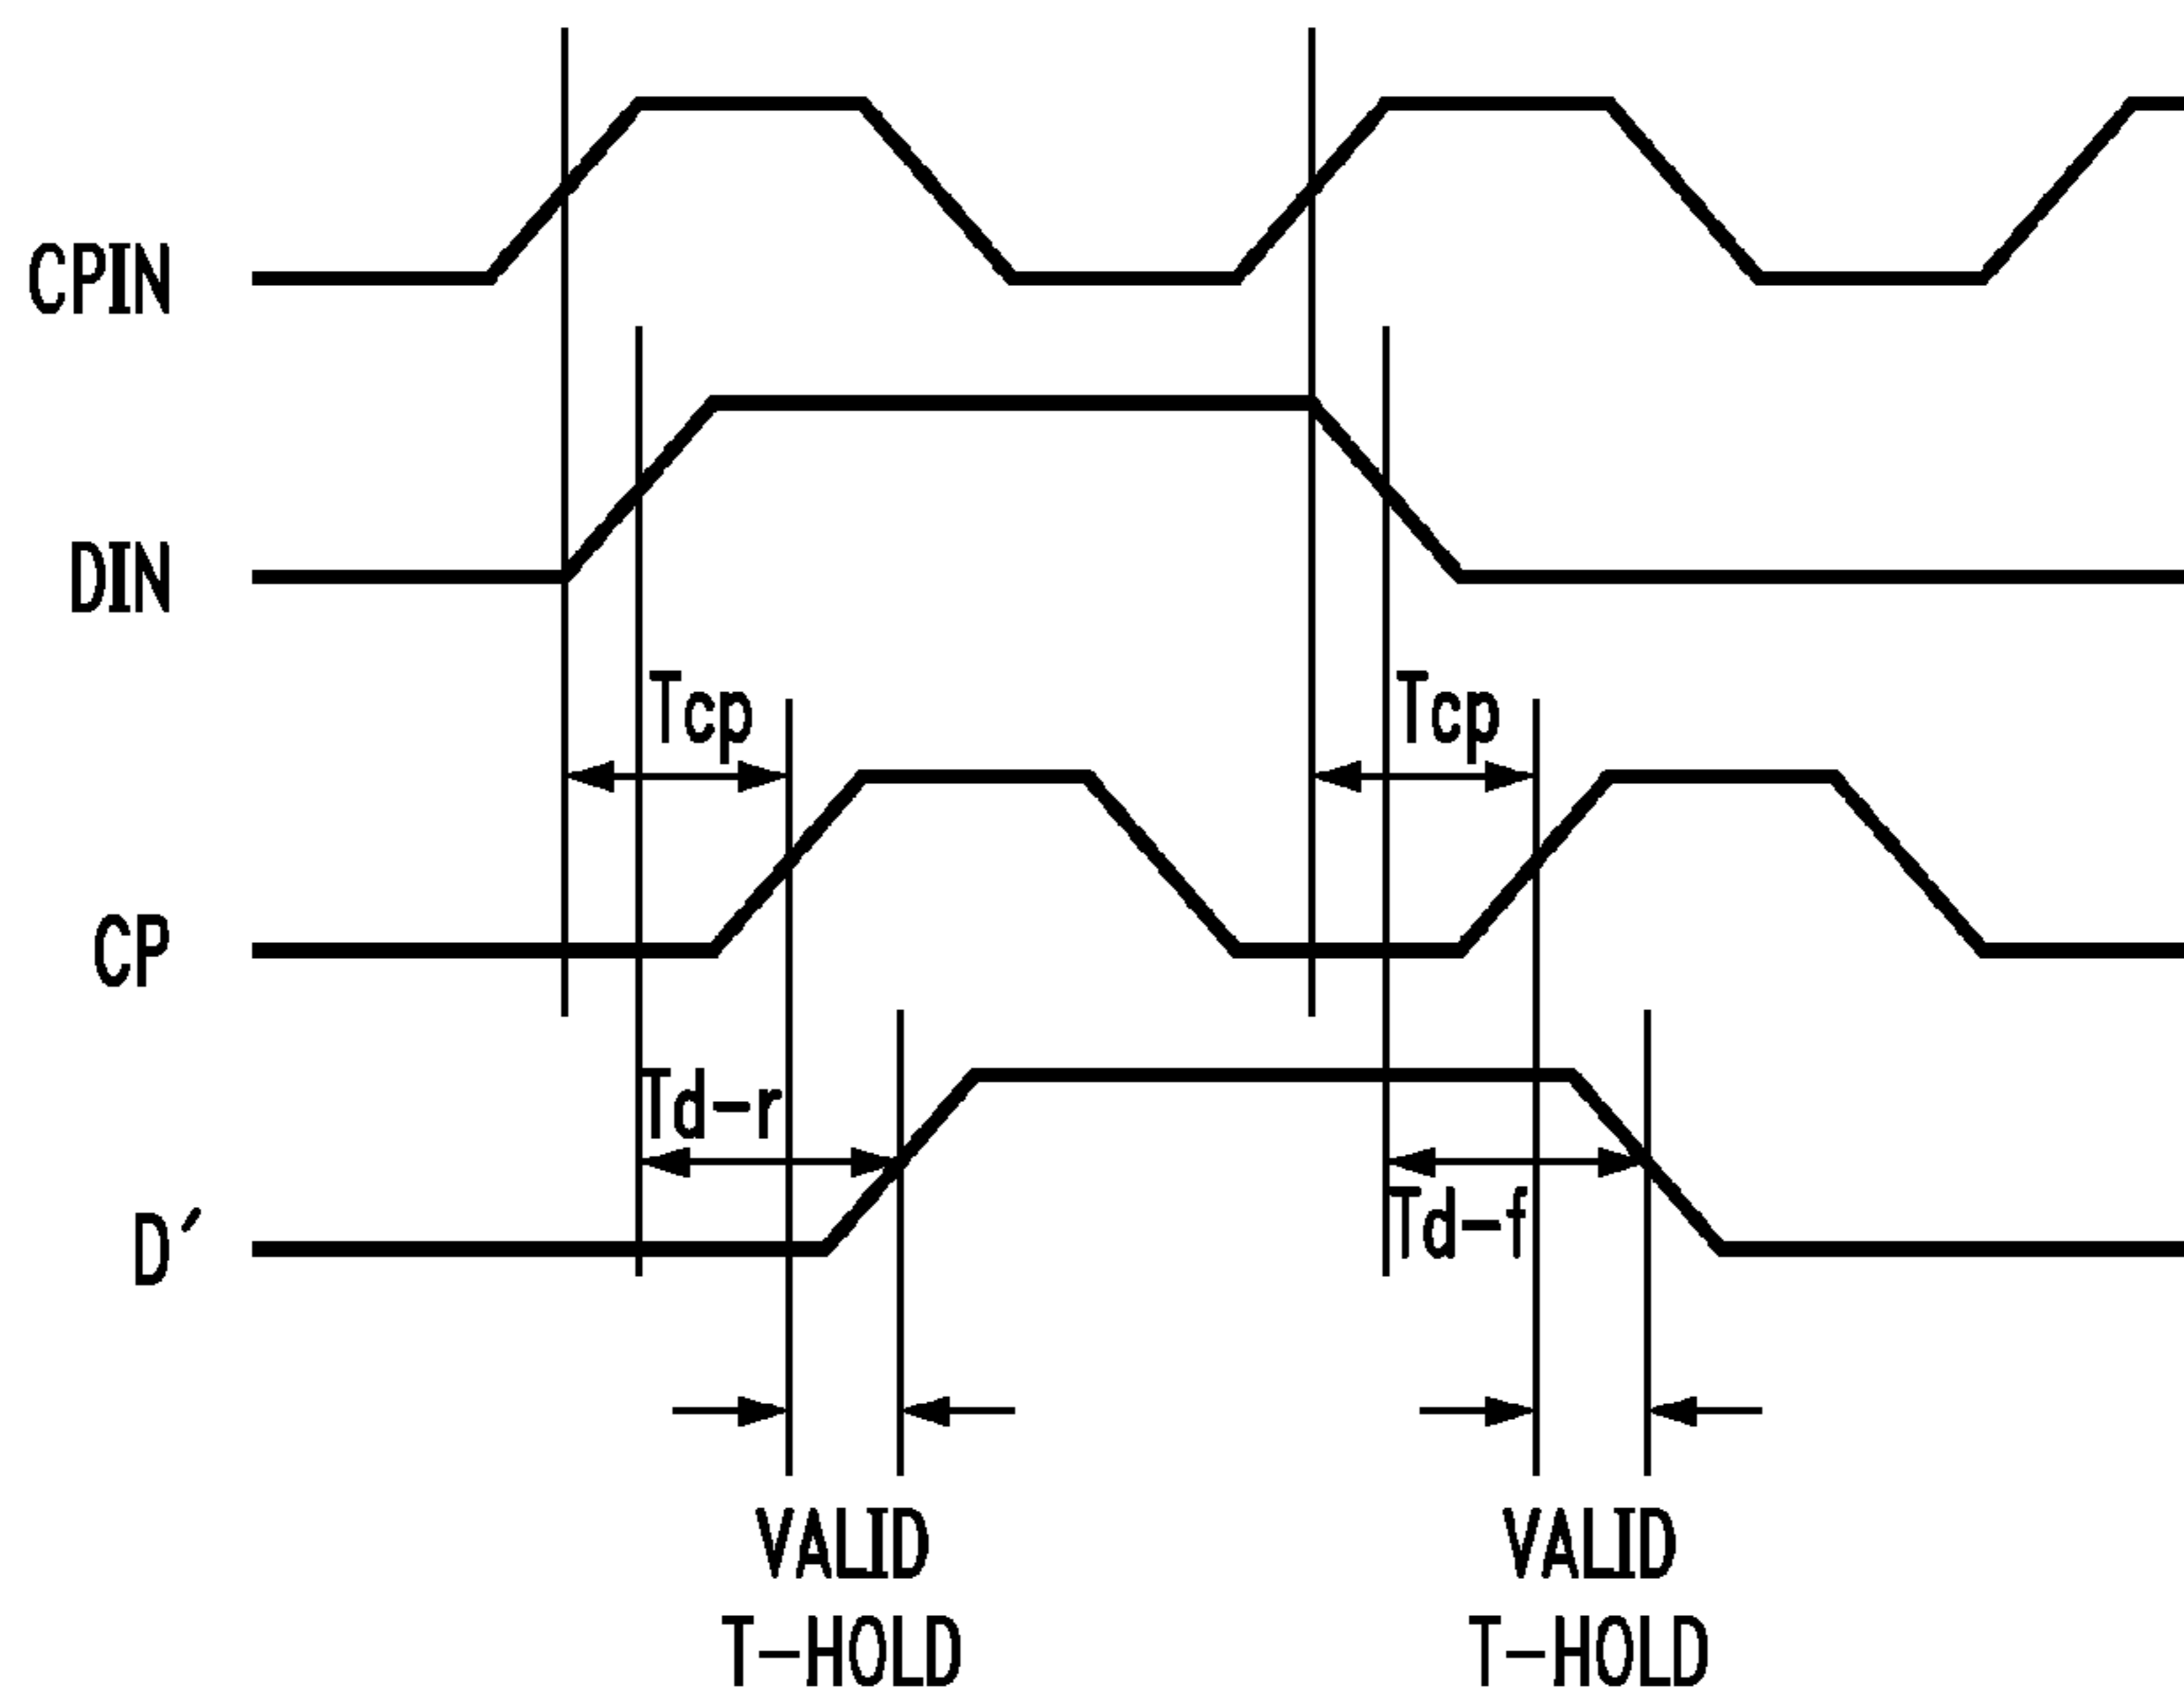 CPIN
DIN
Tcp Tcp
CP
Td-r
Td-f
D′
VALID VALID
T-HOLD T-HOLD